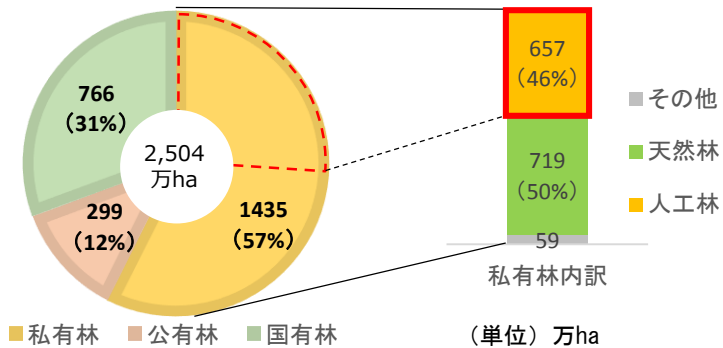 766
（31%）
2,504
万ha
299
（12%）
1435
（57%）
657
（46%）
719
（50%）
59
私有林内訳
その他
天然林
人工林
私有林
公有林
国有林
（単位）万ha